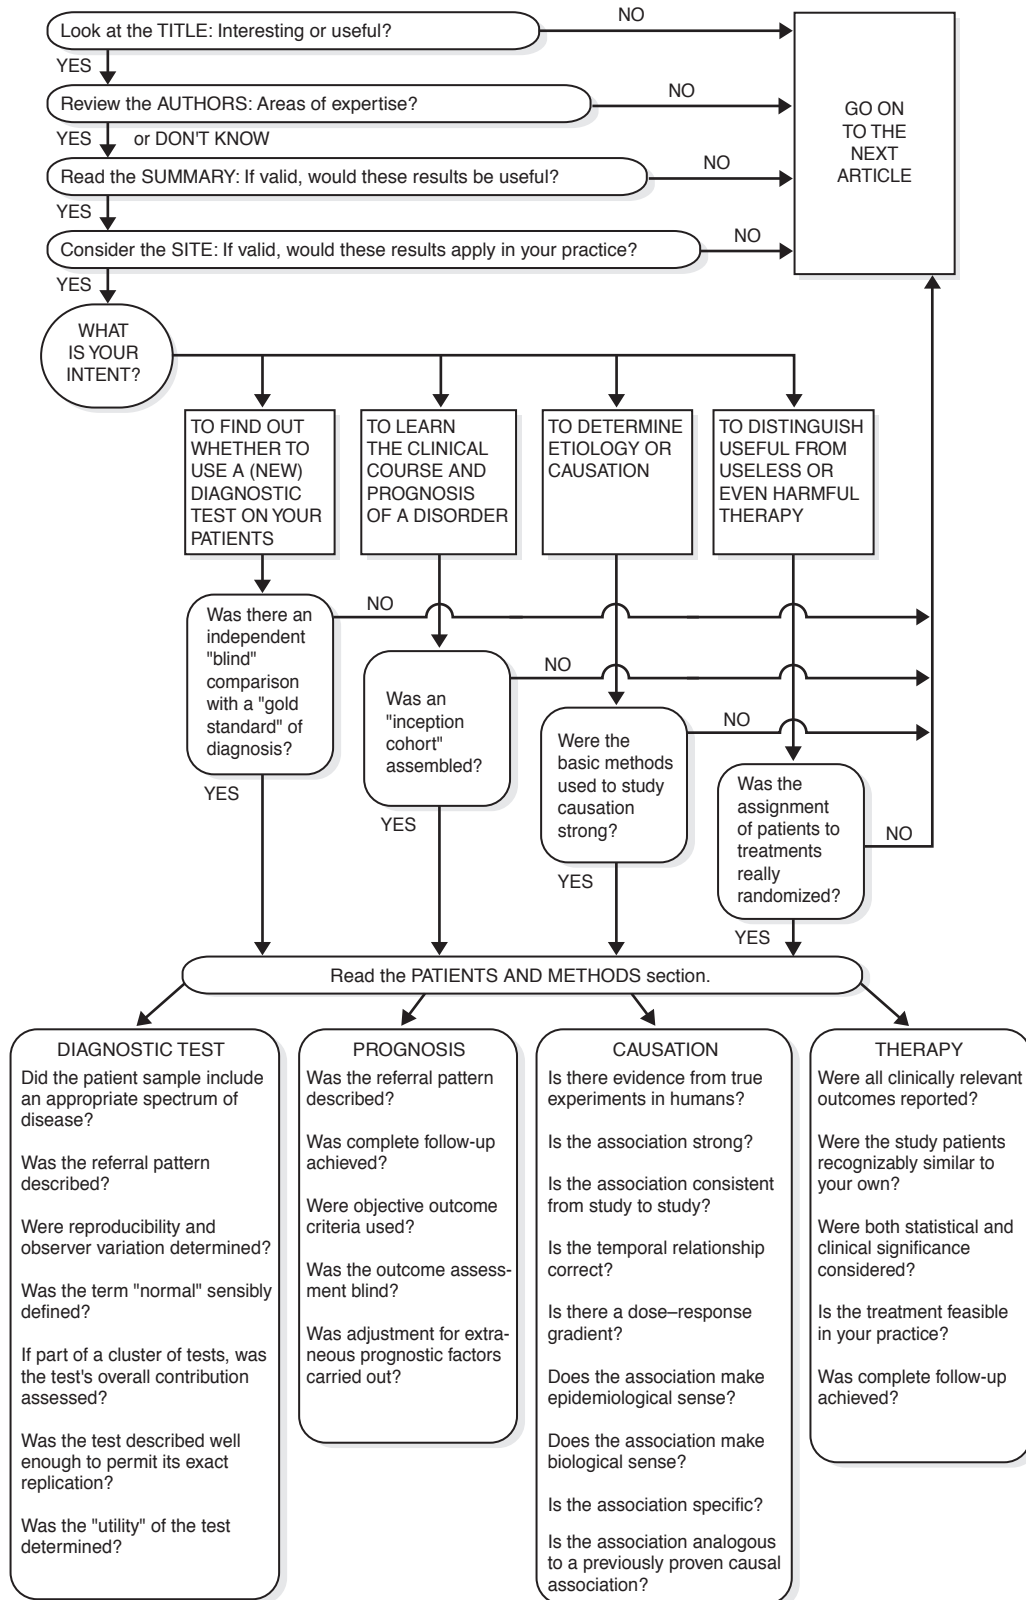 Look at the TITLE: Interesting or useful?
NO
YES
Review the AUTHORS: Areas of expertise?
NO
YES or DON'T KNOW
Read the SUMMARY: If valid, would these results be useful?
NO
YES
Consider the SITE: If valid, would these results apply in your practice?
NO
YES
GO ON
TO THE
NEXT
ARTICLE
WHAT
IS YOUR
INTENT?
TO FIND OUT
WHETHER TO
USE A (NEW)
DIAGNOSTIC
TEST ON YOUR
PATIENTS
TO LEARN
THE CLINICAL
COURSE AND
PROGNOSIS
OF A DISORDER
TO DETERMINE
ETIOLOGY OR
CAUSATION
TO DISTINGUISH
USEFUL FROM
USELESS OR
EVEN HARMFUL
THERAPY
Was there an
independent
"blind"
comparison
with a "gold
standard" of
diagnosis?
NO
YES
Was an
"inception
cohort"
assembled?
NO
YES
Were the
basic methods
used to study
causation
strong?
NO
YES
Was the
assignment
of patients to
treatments
really
randomized?
NO
YES
Read the PATIENTS AND METHODS section.
DIAGNOSTIC TEST
Did the patient sample include
an appropriate spectrum of
disease?
Was the referral pattern
described?
Were reproducibility and
observer variation determined?
Was the term "normal" sensibly
defined?
If part of a cluster of tests, was
the test's overall contribution
assessed?
Was the test described well
enough to permit its exact
replication?
Was the "utility" of the test
determined?
PROGNOSIS
Was the referral pattern
described?
Was complete follow-up
achieved?
Were objective outcome
criteria used?
Was the outcome assess-
ment blind?
Was adjustment for extra-
neous prognostic factors
carried out?
CAUSATION
Is there evidence from true
experiments in humans?
Is the association strong?
Is the association consistent
from study to study?
Is the temporal relationship
correct?
Is there a dose–response
gradient?
Does the association make
epidemiological sense?
Does the association make
biological sense?
Is the association specific?
Is the association analogous
to a previously proven causal
association?
THERAPY
Were all clinically relevant
outcomes reported?
Were the study patients
recognizably similar to
your own?
Were both statistical and
clinical significance
considered?
Is the treatment feasible
in your practice?
Was complete follow-up
achieved?